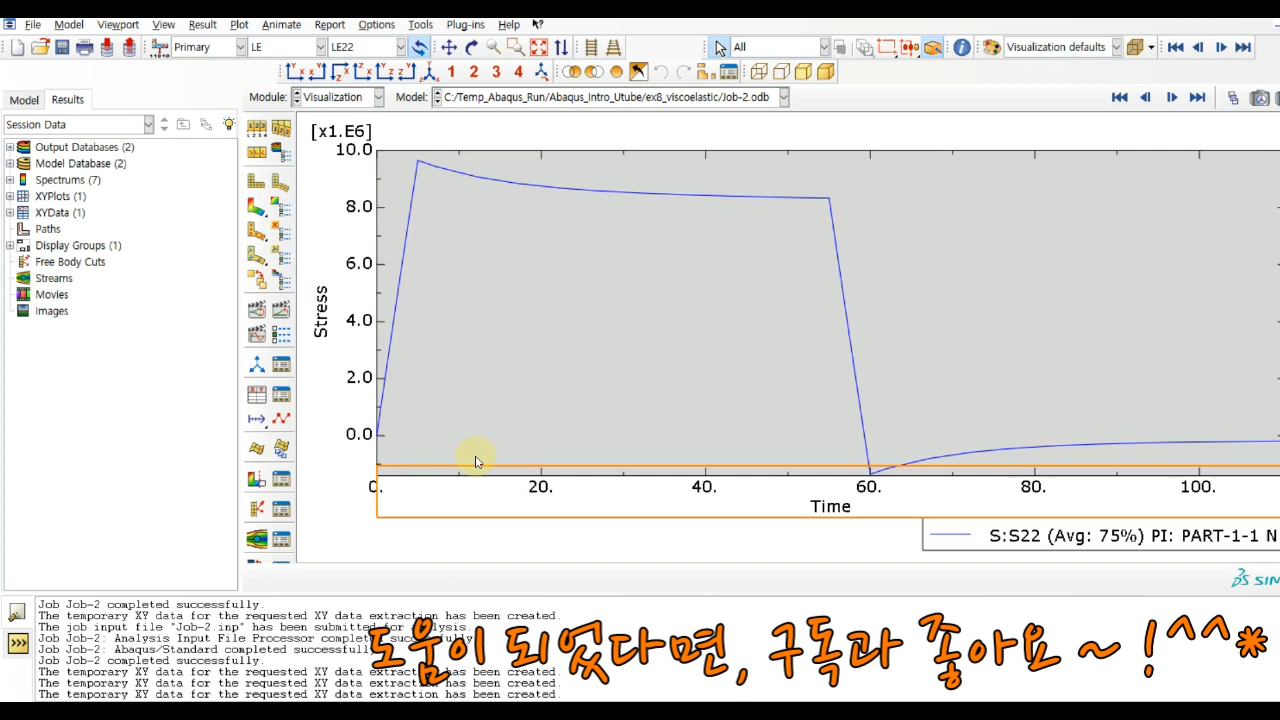 File Model Viewport View Result Plot Animate Report Options Tools Plug-ins Help
Primary LE LE22 All Visualization defaults
1 2 3 4
Model Results Module: Visualization Model: C:/Temp_Abaqus_Run/Abaqus_Intro_Utube/ex8_viscoelastic/Job-2.odb
Session Data
Output Databases (2)
Model Database (2)
Spectrums (7)
XYPlots (1)
XYData (1)
Paths
Display Groups (1)
Free Body Cuts
Streams
Movies
Images
[x1.E6]
10.0
8.0
6.0
4.0
2.0
0.0
Stress
0. 20. 40. 60. 80. 100.
Time
S:S22 (Avg: 75%) PI: PART-1-1 N
Job Job-2 completed successfully.
The temporary XY data for the requested XY data extraction has been created.
The job input file "Job-2.inp" has been submitted for analysis.
Job Job-2: Analysis Input File Processor completed successfully.
Job Job-2: Abaqus/Standard completed successfully
Job Job-2 completed successfully.
The temporary XY data for the requested XY data extraction has been created.
The temporary XY data for the requested XY data extraction has been created.
The temporary XY data for the requested XY data extraction has been created.
도움이 되었다면, 구독과 좋아요~!^^*